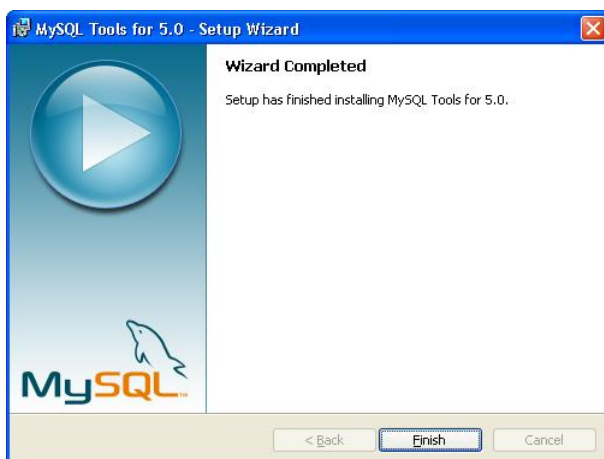 MySQL Tools for 5.0 - Setup Wizard
Wizard Completed
Setup has finished installing MySQL Tools for 5.0.
MySQL™
< Back
Finish
Cancel